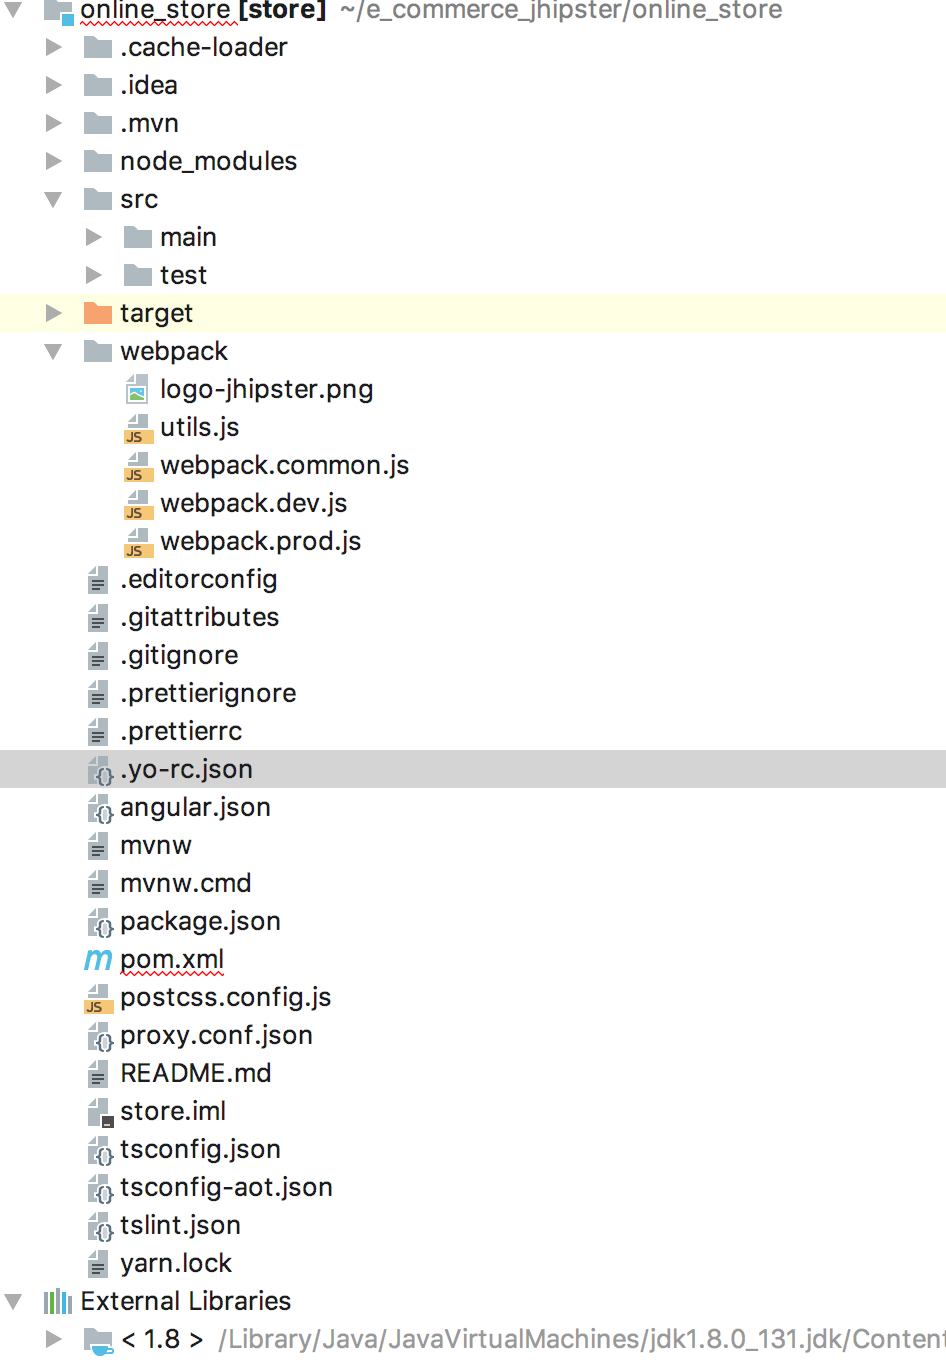 online_store [store] ~/e_commerce_jhipster/online_store
.cache-loader
.idea
.mvn
node_modules
src
main
test
target
webpack
logo-jhipster.png
JS utils.js
JS webpack.common.js
JS webpack.dev.js
JS webpack.prod.js
.editorconfig
.gitattributes
.gitignore
.prettierignore
.prettierrc
{} .yo-rc.json
{} angular.json
mvnw
mvnw.cmd
{} package.json
m pom.xml
JS postcss.config.js
{} proxy.conf.json
README.md
store.iml
{} tsconfig.json
{} tsconfig-aot.json
{} tslint.json
yarn.lock
External Libraries
< 1.8 > /Library/Java/JavaVirtualMachines/jdk1.8.0_131.jdk/Conten